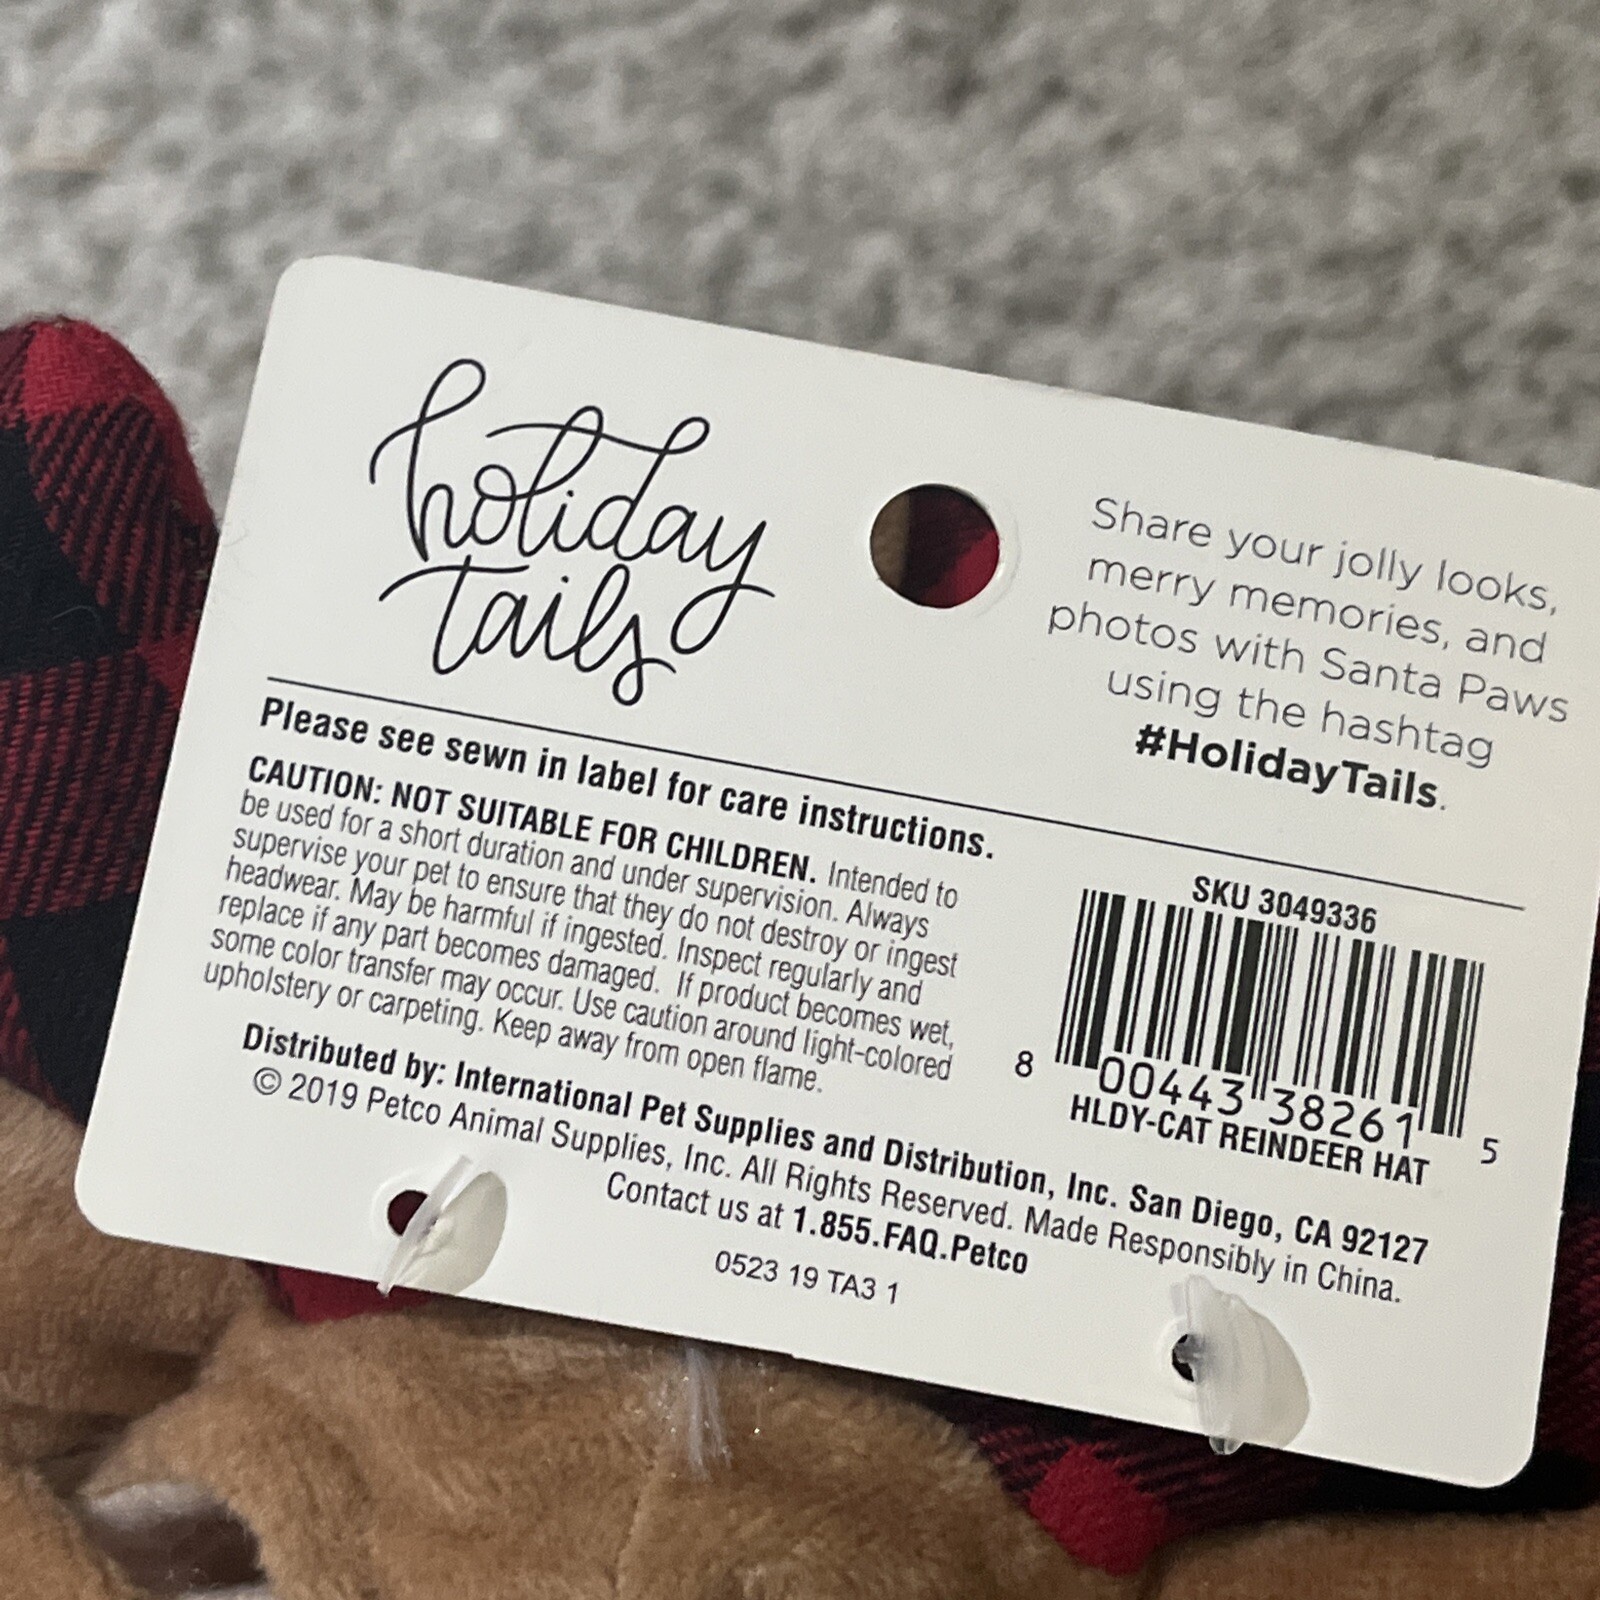 holiday
tails
Share your jolly looks,
merry memories, and
photos with Santa Paws
using the hashtag
#HolidayTails.
Please see sewn in label for care instructions.
CAUTION: NOT SUITABLE FOR CHILDREN. Intended to
be used for a short duration and under supervision. Always
supervise your pet to ensure that they do not destroy or ingest
headwear. May be harmful if ingested. Inspect regularly and
replace if any part becomes damaged. If product becomes wet,
some color transfer may occur. Use caution around light-colored
upholstery or carpeting. Keep away from open flame.
SKU 3049336
8 00443 38261 5
HLDY-CAT REINDEER HAT
Distributed by: International Pet Supplies and Distribution, Inc. San Diego, CA 92127
© 2019 Petco Animal Supplies, Inc. All Rights Reserved. Made Responsibly in China.
Contact us at 1.855.FAQ.Petco
0523 19 TA3 1